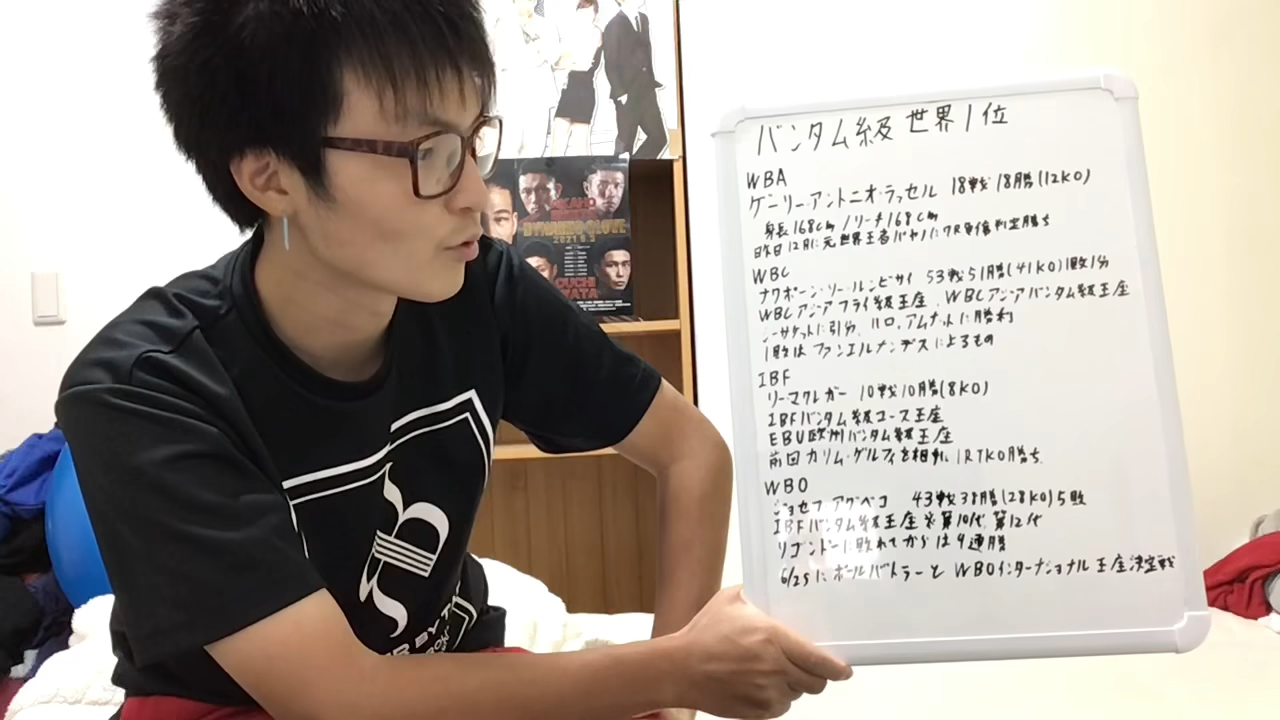 バンタム級 世界1位
WBA
ゲーリー・アントニオ・ラッセル 18戦18勝(12KO)
身長168cm/リーチ168cm
昨日12月に元世界王者パヤノに7R負傷判定勝ち
WBC
ナワポーン・ソー・ルンビサイ 53戦51勝(41KO)1敗1分
WBCアジアフライ級王座、WBCアジアバンタム級王座
シーサケットに引分、ハロ、アムナットに勝利
1敗はファンエルナンデスによるもの
IBF
リー・マクレガー 10戦10勝(8KO)
IBFバンタム級ユース王座
EBU欧州バンタム級王座
前回カリム・ゲルフィを相手に1RTKO勝ち
WBO
ジョセフ・アグベコ 43戦38勝(28KO)5敗
IBFバンタム級王座※第10代、第12代
リゴンドーに敗れてからは9連勝
6/25にポールバトラーとWBOインターナショナル王座決定戦
DYNAMIC GLOVE
2021